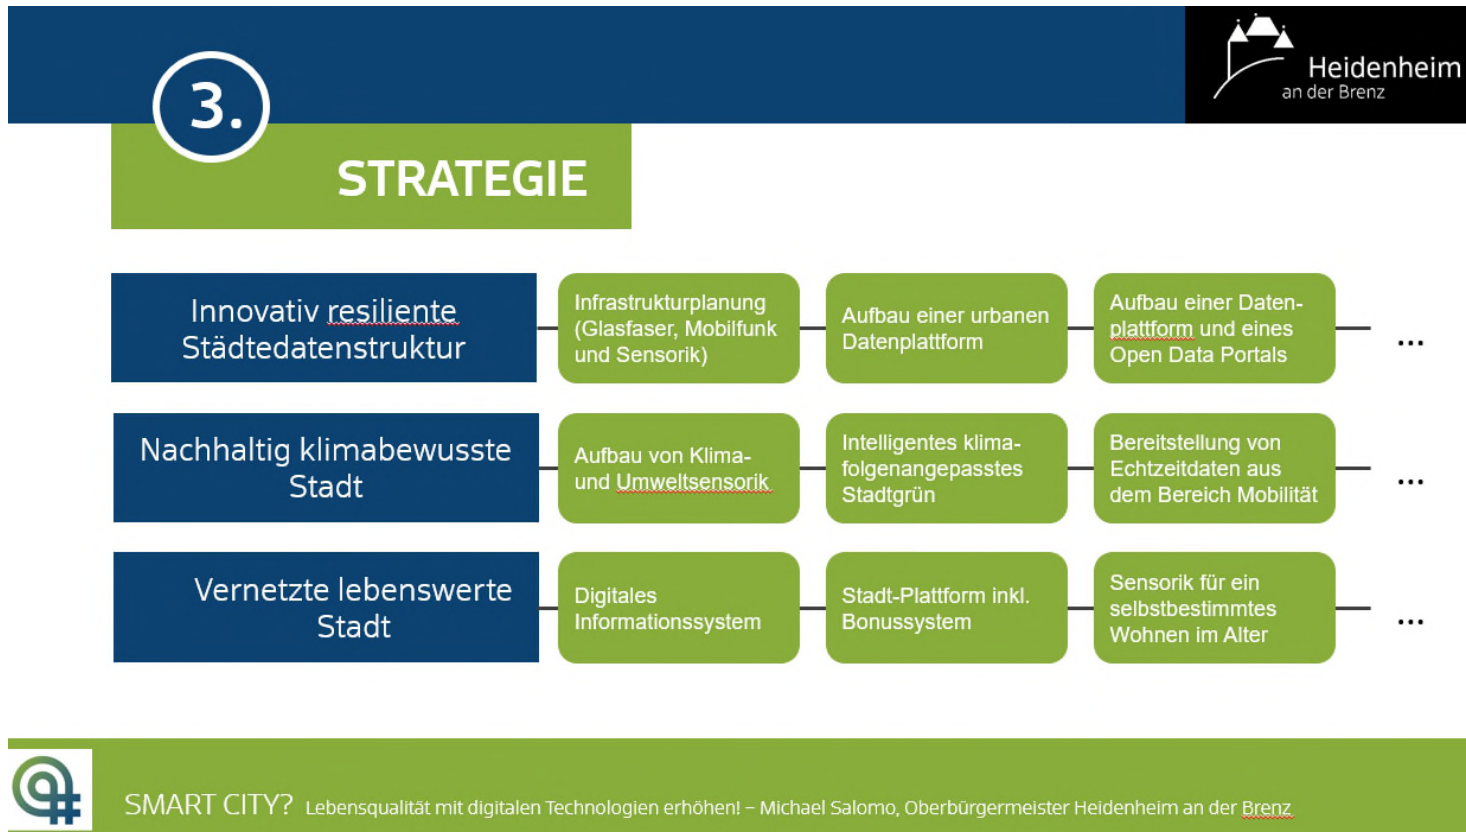 Heidenheim
an der Brenz
3.
STRATEGIE
Innovativ resiliente
Städtedatenstruktur
Infrastrukturplanung
(Glasfaser, Mobilfunk
und Sensorik)
Aufbau einer urbanen
Datenplattform
Aufbau einer Daten-
plattform und eines
Open Data Portals
...
Nachhaltig klimabewusste
Stadt
Aufbau von Klima-
und Umweltsensorik
Intelligentes klima-
folgenangepasstes
Stadtgrün
Bereitstellung von
Echtzeitdaten aus
dem Bereich Mobilität
...
Vernetzte lebenswerte
Stadt
Digitales
Informationssystem
Stadt-Plattform inkl.
Bonussystem
Sensorik für ein
selbstbestimmtes
Wohnen im Alter
...
SMART CITY? Lebensqualität mit digitalen Technologien erhöhen! – Michael Salomo, Oberbürgermeister Heidenheim an der Brenz